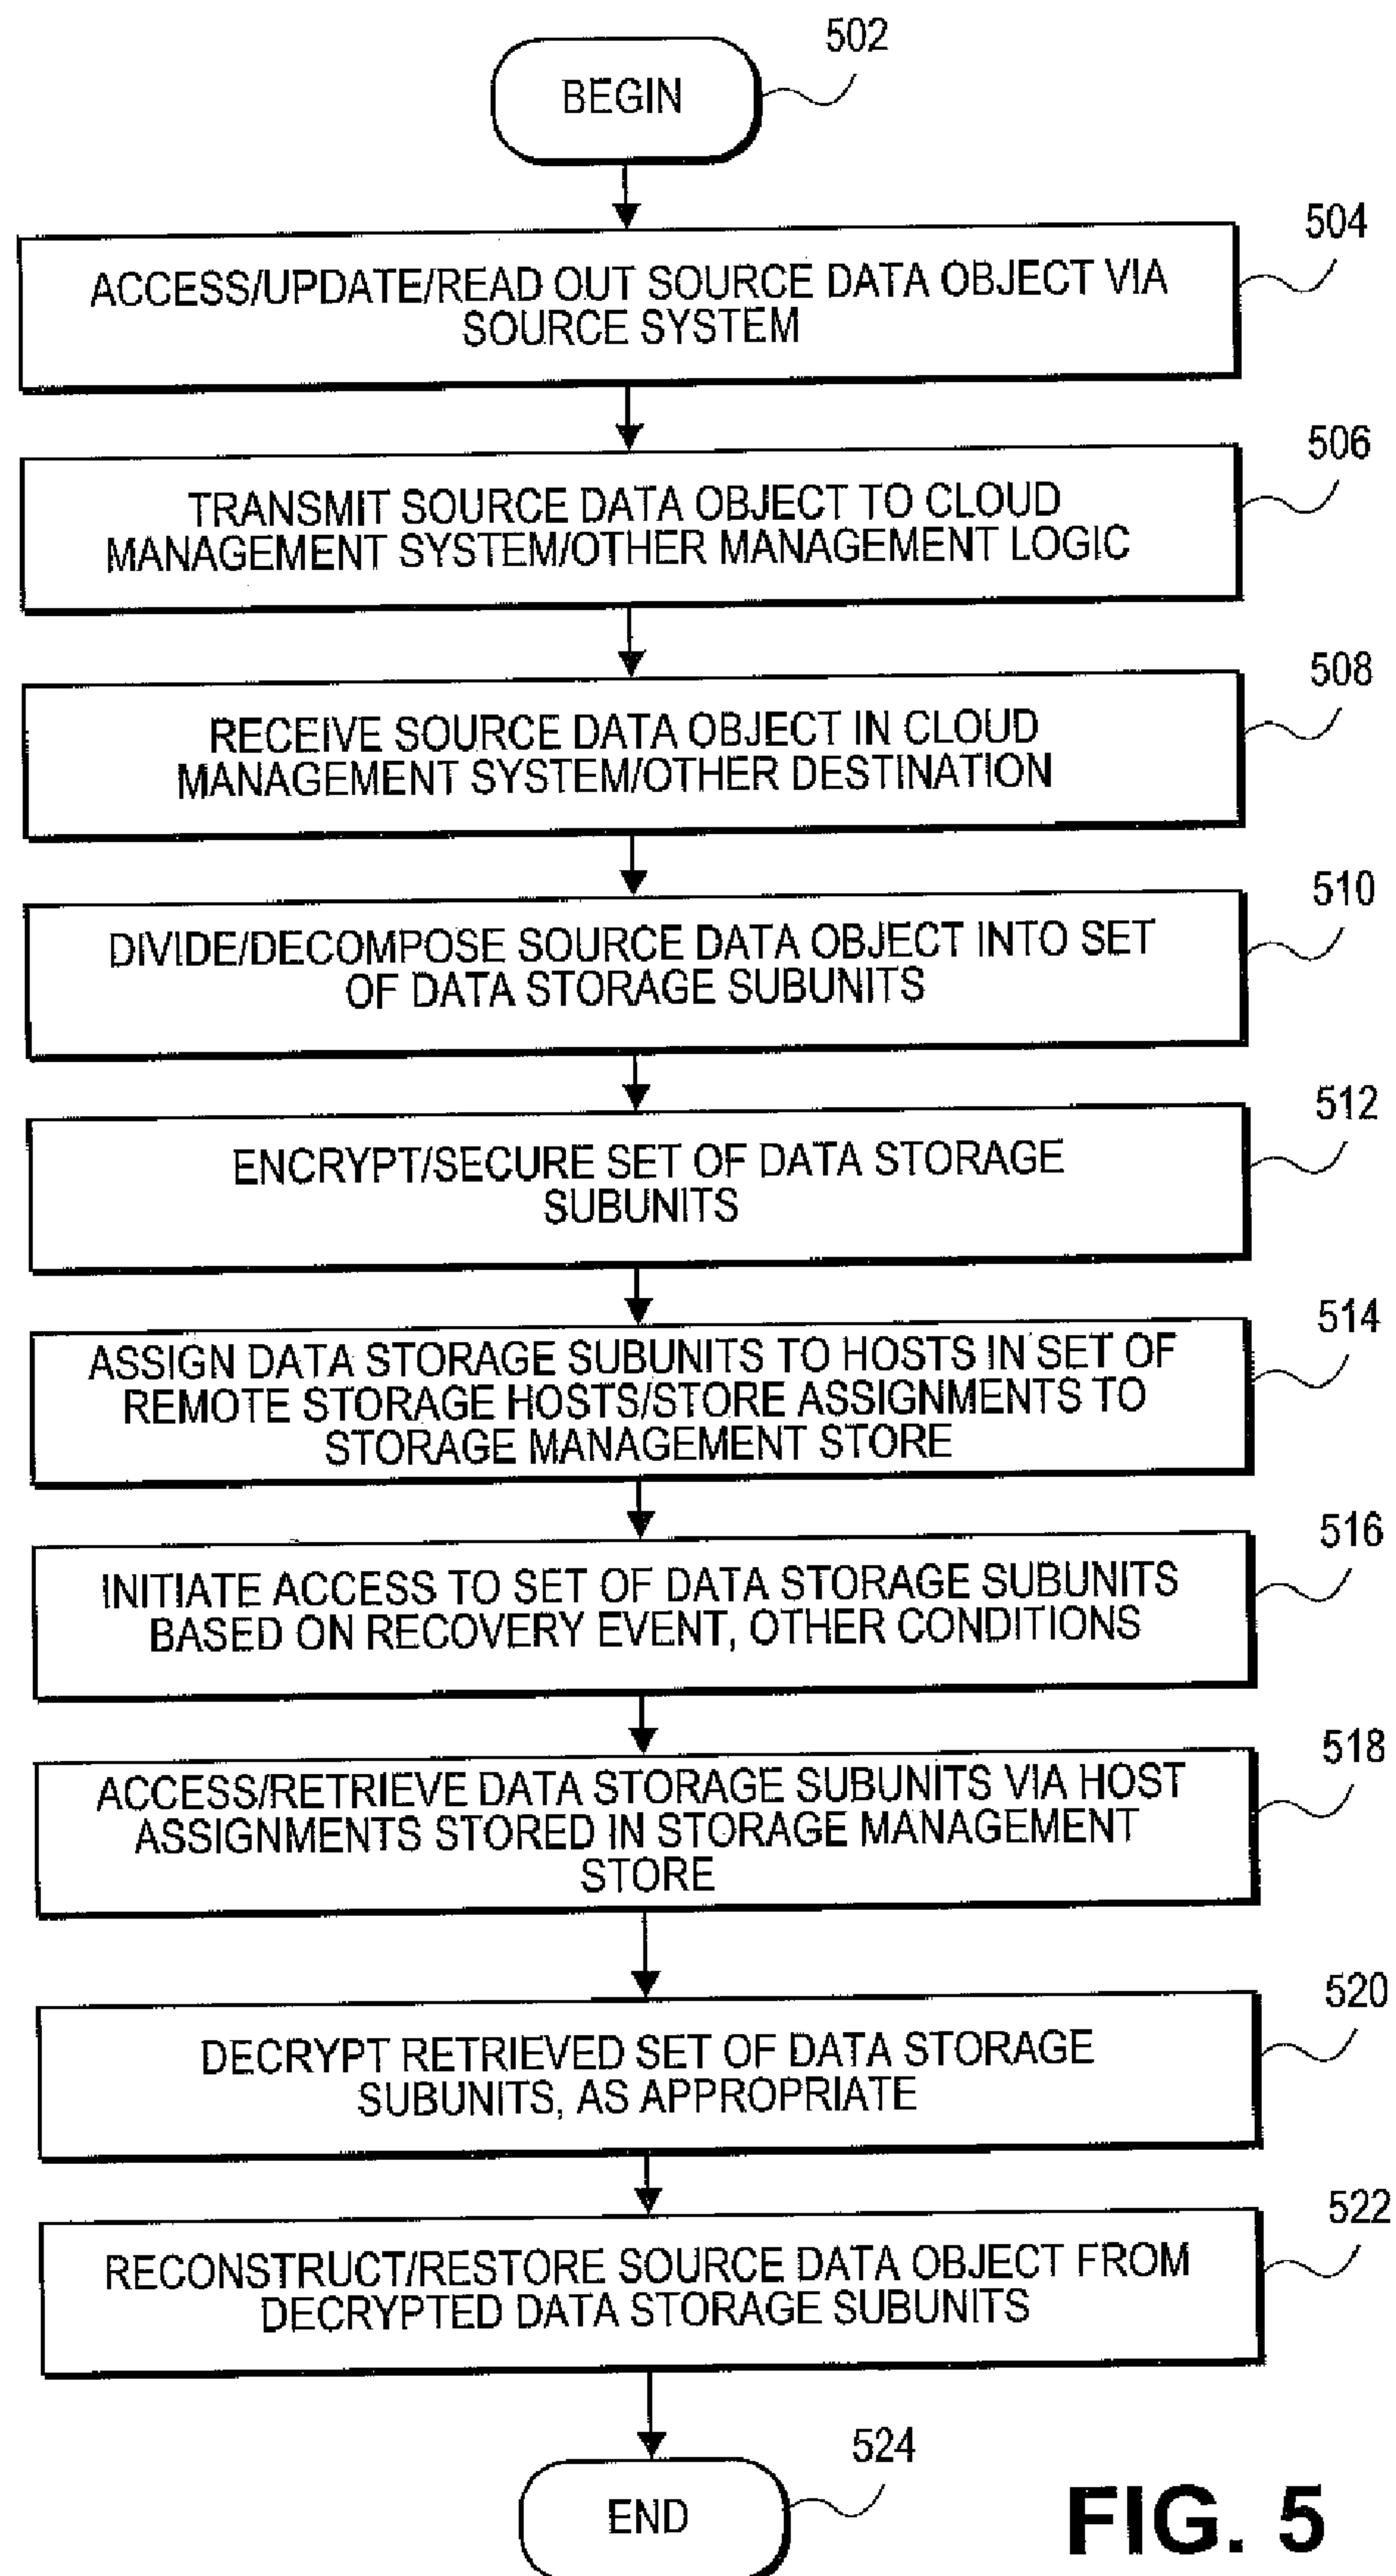 502
BEGIN
504
ACCESS/UPDATE/READ OUT SOURCE DATA OBJECT VIA
SOURCE SYSTEM
506
TRANSMIT SOURCE DATA OBJECT TO CLOUD
MANAGEMENT SYSTEM/OTHER MANAGEMENT LOGIC
508
RECEIVE SOURCE DATA OBJECT IN CLOUD
MANAGEMENT SYSTEM/OTHER DESTINATION
510
DIVIDE/DECOMPOSE SOURCE DATA OBJECT INTO SET
OF DATA STORAGE SUBUNITS
512
ENCRYPT/SECURE SET OF DATA STORAGE
SUBUNITS
514
ASSIGN DATA STORAGE SUBUNITS TO HOSTS IN SET OF
REMOTE STORAGE HOSTS/STORE ASSIGNMENTS TO
STORAGE MANAGEMENT STORE
516
INITIATE ACCESS TO SET OF DATA STORAGE SUBUNITS
BASED ON RECOVERY EVENT, OTHER CONDITIONS
518
ACCESS/RETRIEVE DATA STORAGE SUBUNITS VIA HOST
ASSIGNMENTS STORED IN STORAGE MANAGEMENT
STORE
520
DECRYPT RETRIEVED SET OF DATA STORAGE
SUBUNITS, AS APPROPRIATE
522
RECONSTRUCT/RESTORE SOURCE DATA OBJECT FROM
DECRYPTED DATA STORAGE SUBUNITS
524
END
FIG. 5